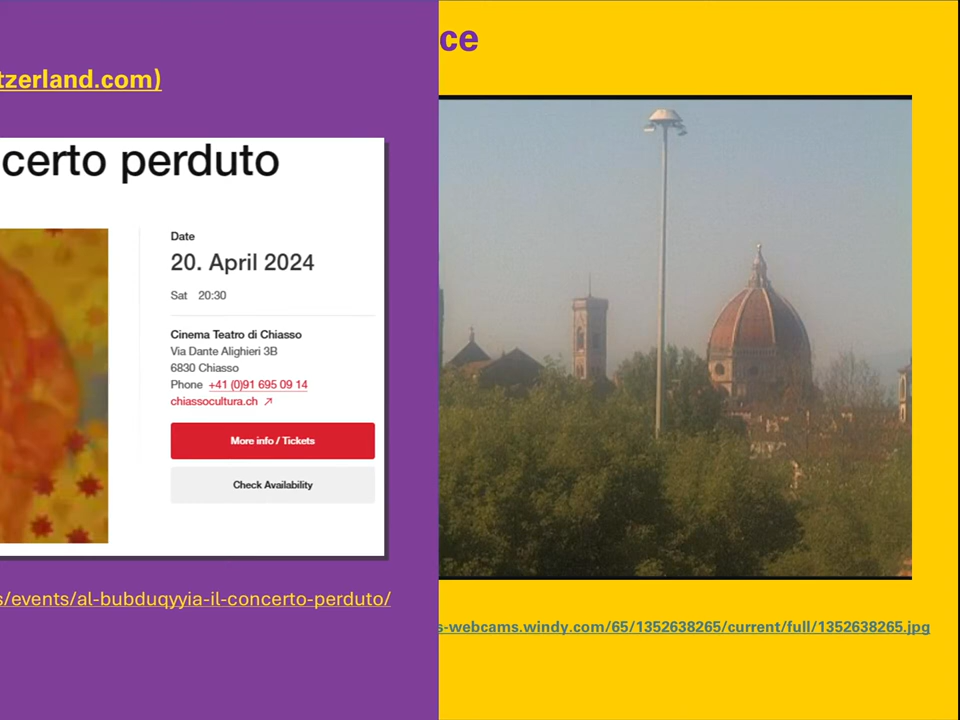 tzerland.com)
certo perduto
Date
20. April 2024
Sat 20:30
Cinema Teatro di Chiasso
Via Dante Alighieri 3B
6830 Chiasso
Phone +41 (0)91 695 09 14
chiassocultura.ch ↗
More info / Tickets
Check Availability
s/events/al-bubduqyyia-il-concerto-perduto/
ce
s-webcams.windy.com/65/1352638265/current/full/1352638265.jpg